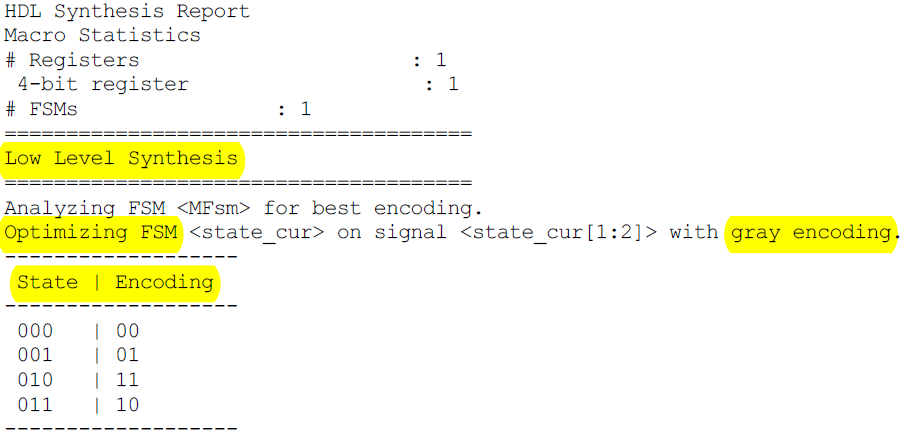 HDL Synthesis Report
Macro Statistics
# Registers : 1
4-bit register : 1
# FSMs : 1
======================================
Low Level Synthesis
======================================
Analyzing FSM <MFsm> for best encoding.
Optimizing FSM <state_cur> on signal <state_cur[1:2]> with gray encoding.
-------------------
State | Encoding
-------------------
000 | 00
001 | 01
010 | 11
011 | 10
-------------------